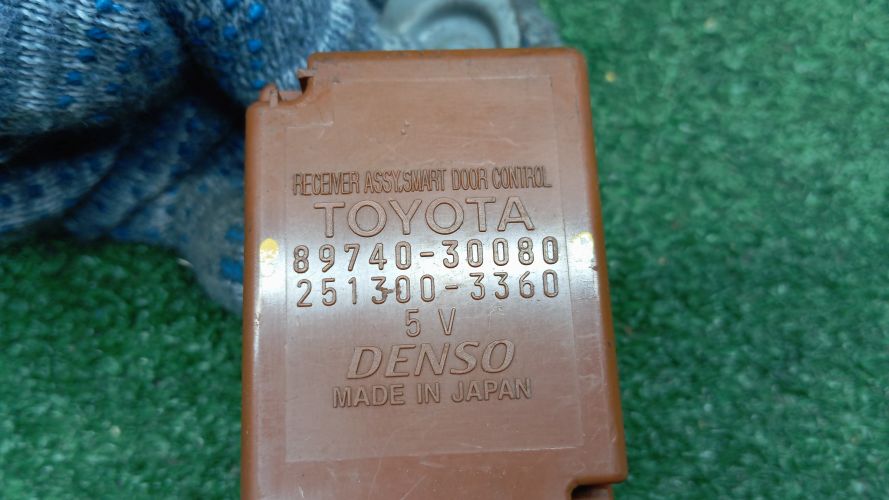 RECEIVER ASSY,SMART DOOR CONTROL
TOYOTA
89740-30080
251300-3360
5 V
DENSO
MADE IN JAPAN